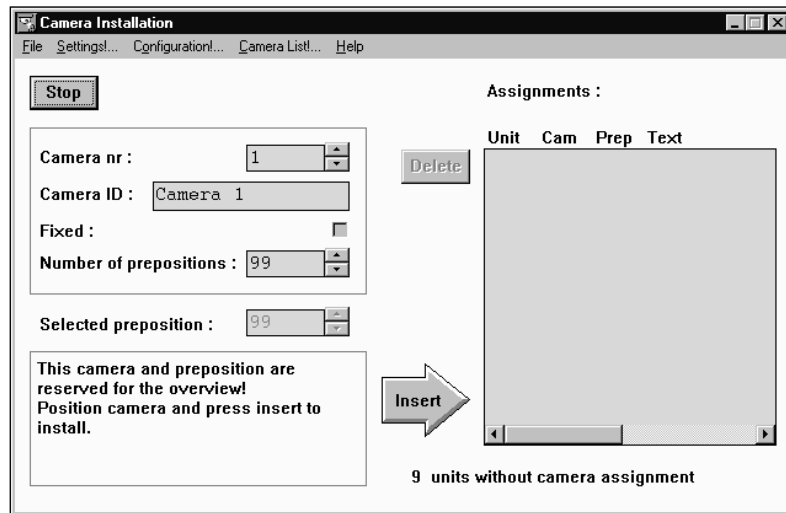 Camera Installation
File Settings!... Configuration!... Camera List!... Help
Stop
Assignments :
Unit Cam Prep Text
Camera nr : 1
Delete
Camera ID : Camera 1
Fixed :
Number of prepositions : 99
Selected preposition : 99
This camera and preposition are
reserved for the overview!
Position camera and press insert to
install.
Insert
9 units without camera assignment